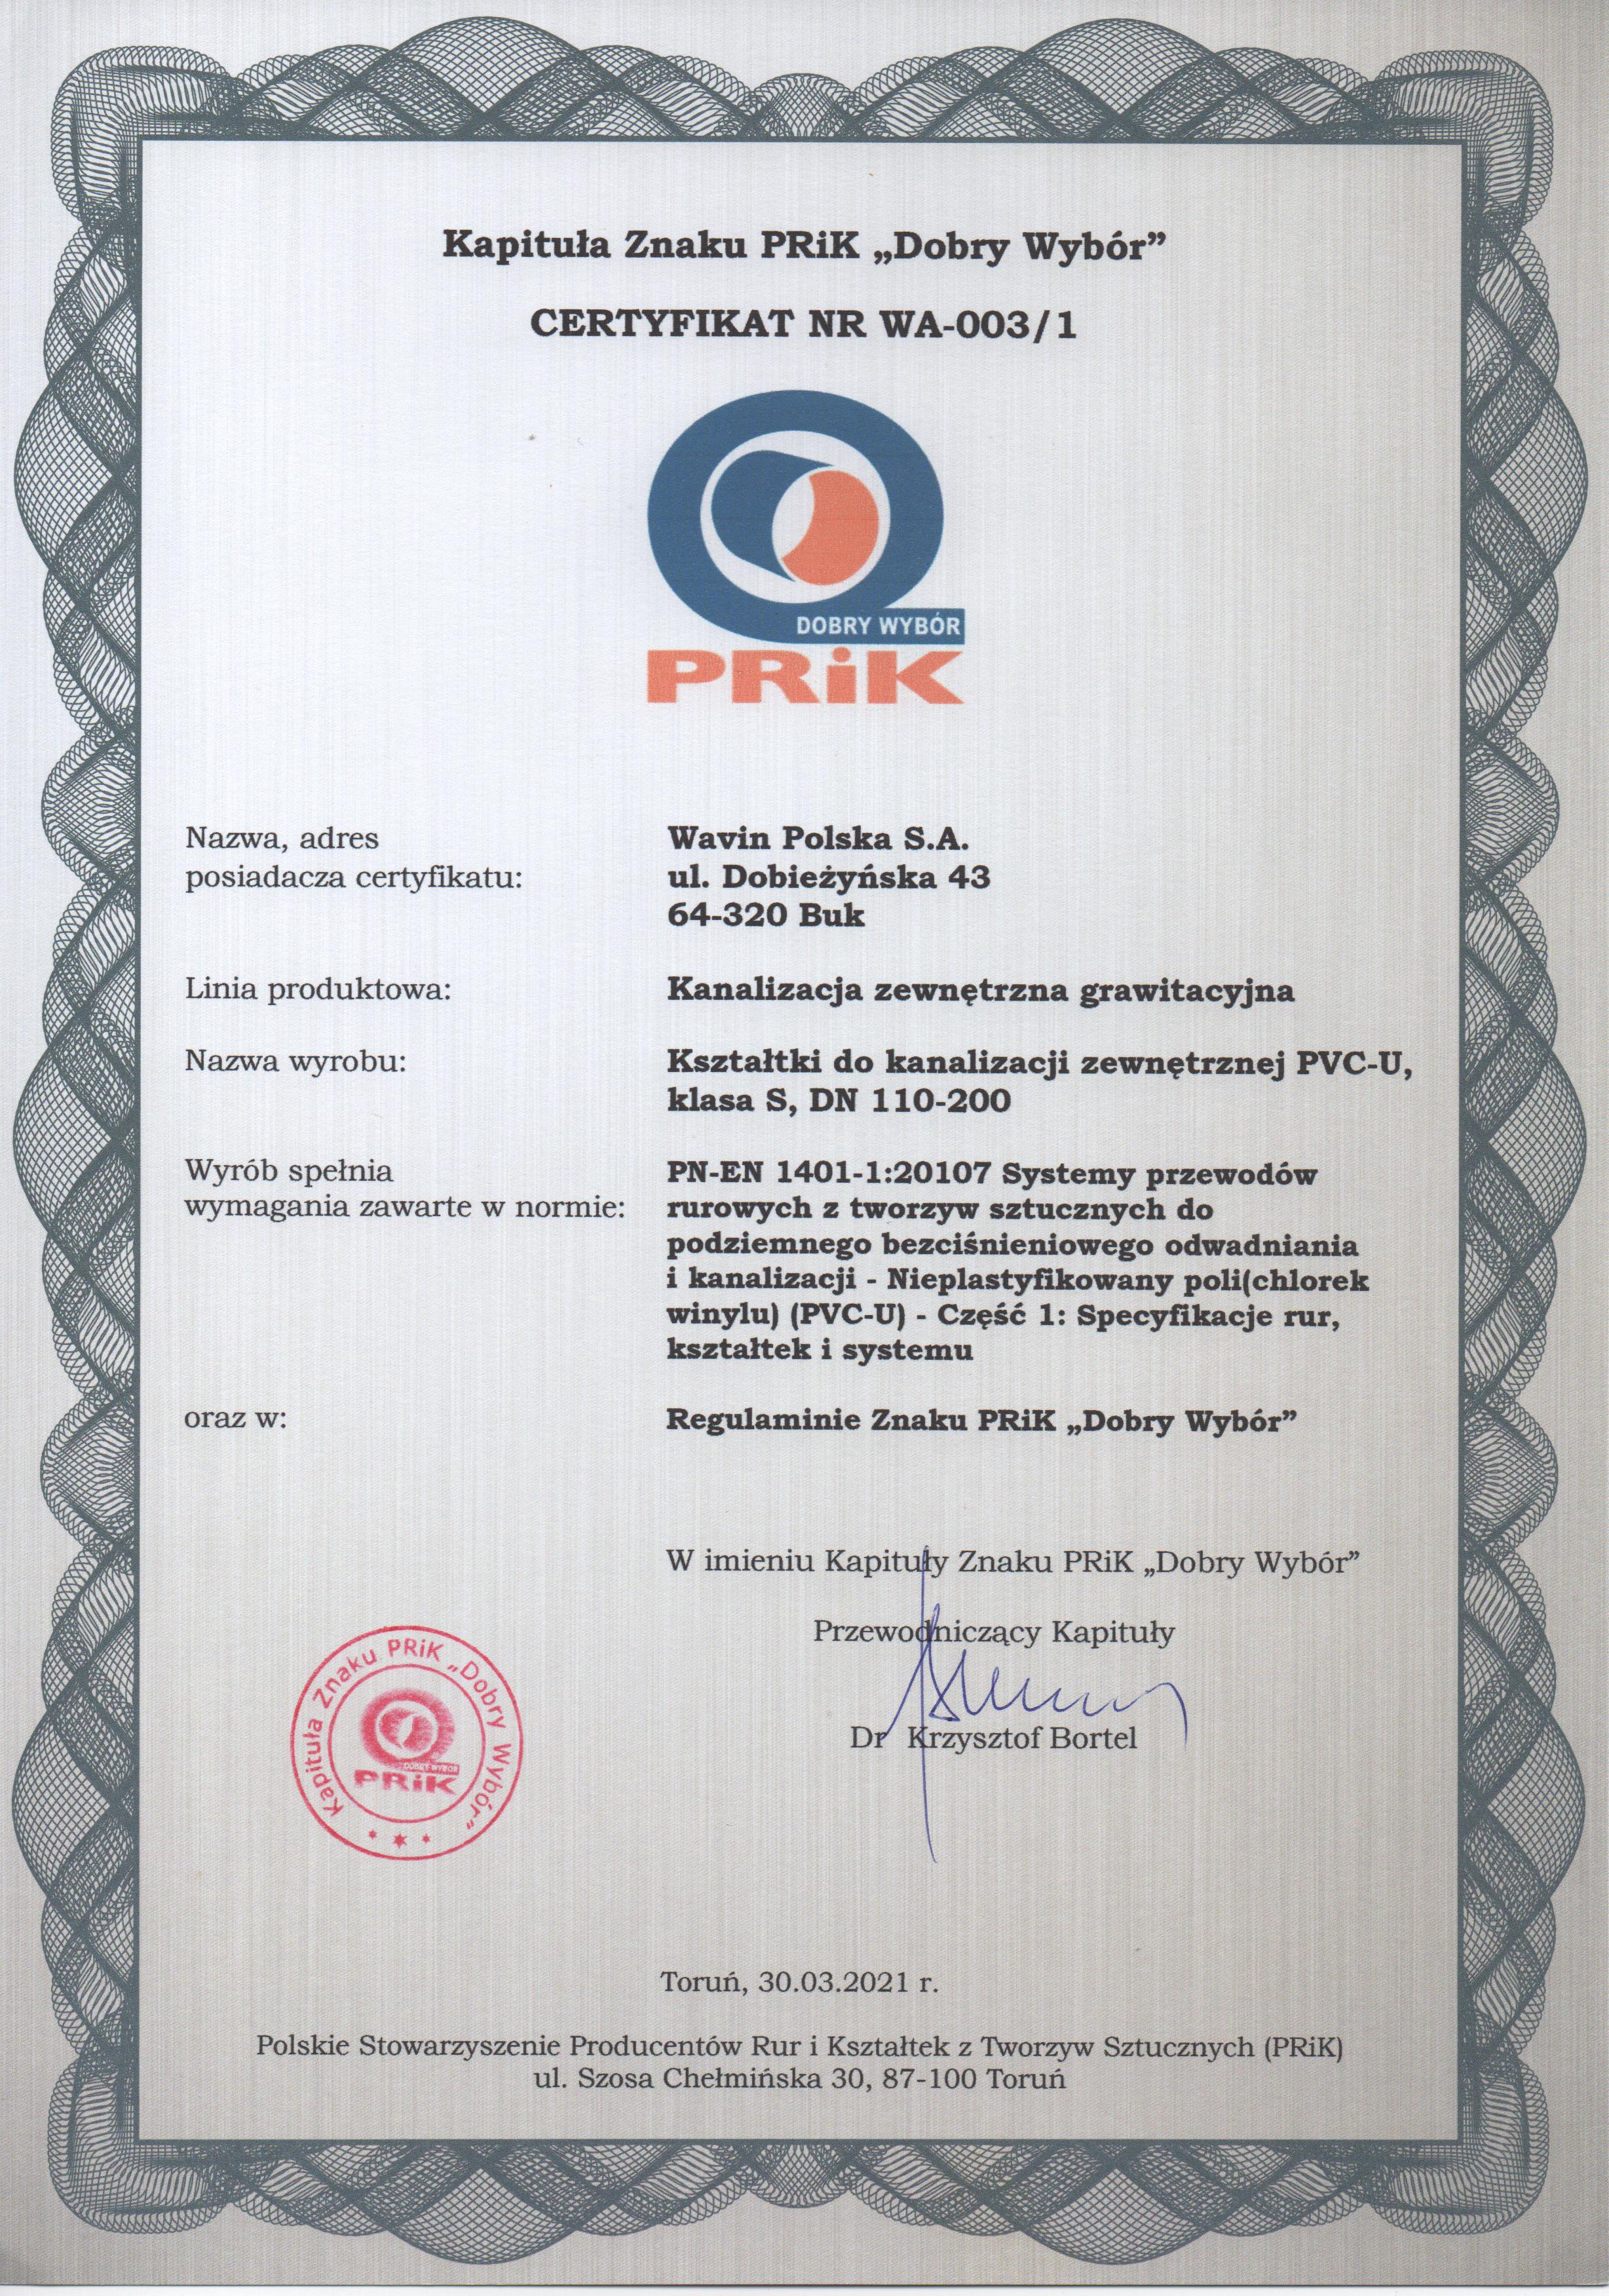 Kapituła Znaku PRiK „Dobry Wybór”
CERTYFIKAT NR WA-003/1
DOBRY WYBÓR
PRiK
Nazwa, adres
posiadacza certyfikatu:
Wavin Polska S.A.
ul. Dobieżyńska 43
64-320 Buk
Linia produktowa:
Kanalizacja zewnętrzna grawitacyjna
Nazwa wyrobu:
Kształtki do kanalizacji zewnętrznej PVC-U,
klasa S, DN 110-200
Wyrób spełnia
wymagania zawarte w normie:
PN-EN 1401-1:20107 Systemy przewodów
rurowych z tworzyw sztucznych do
podziemnego bezciśnieniowego odwadniania
i kanalizacji - Nieplastyfikowany poli(chlorek
winylu) (PVC-U) - Część 1: Specyfikacje rur,
kształtek i systemu
oraz w:
Regulaminie Znaku PRiK „Dobry Wybór”
W imieniu Kapituły Znaku PRiK „Dobry Wybór”
Przewodniczący Kapituły
Dr Krzysztof Bortel
Kapituła Znaku PRiK „Dobry Wybór”
DOBRY WYBÓR
PRiK
Toruń, 30.03.2021 r.
Polskie Stowarzyszenie Producentów Rur i Kształtek z Tworzyw Sztucznych (PRiK)
ul. Szosa Chełmińska 30, 87-100 Toruń